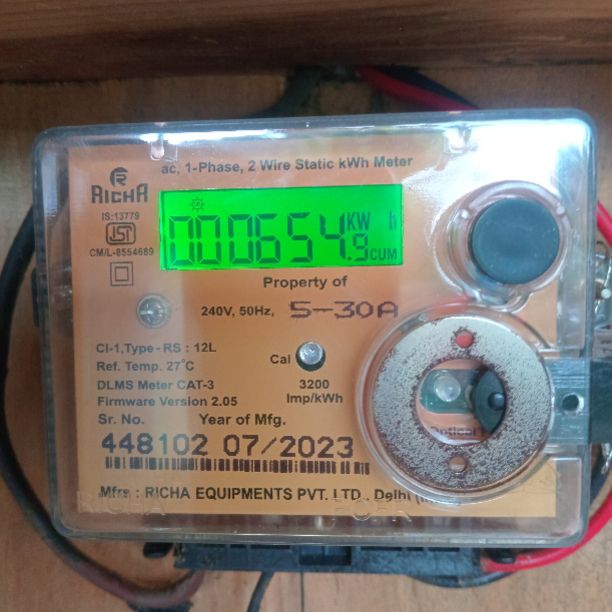 ac, 1-Phase, 2 Wire Static kWh Meter
RICHA
IS:13779
ISI
CM/L-8554689
000654.9 KW h
CUM
Property of
240V, 50Hz, 5-30A
Cl-1,Type - RS : 12L
Ref. Temp. 27°C
Cal
DLMS Meter CAT-3
3200
Imp/kWh
Firmware Version 2.05
Sr. No. Year of Mfg.
Optical
448102 07/2023
Mfrs : RICHA EQUIPMENTS PVT. LTD., Delhi
RICHA